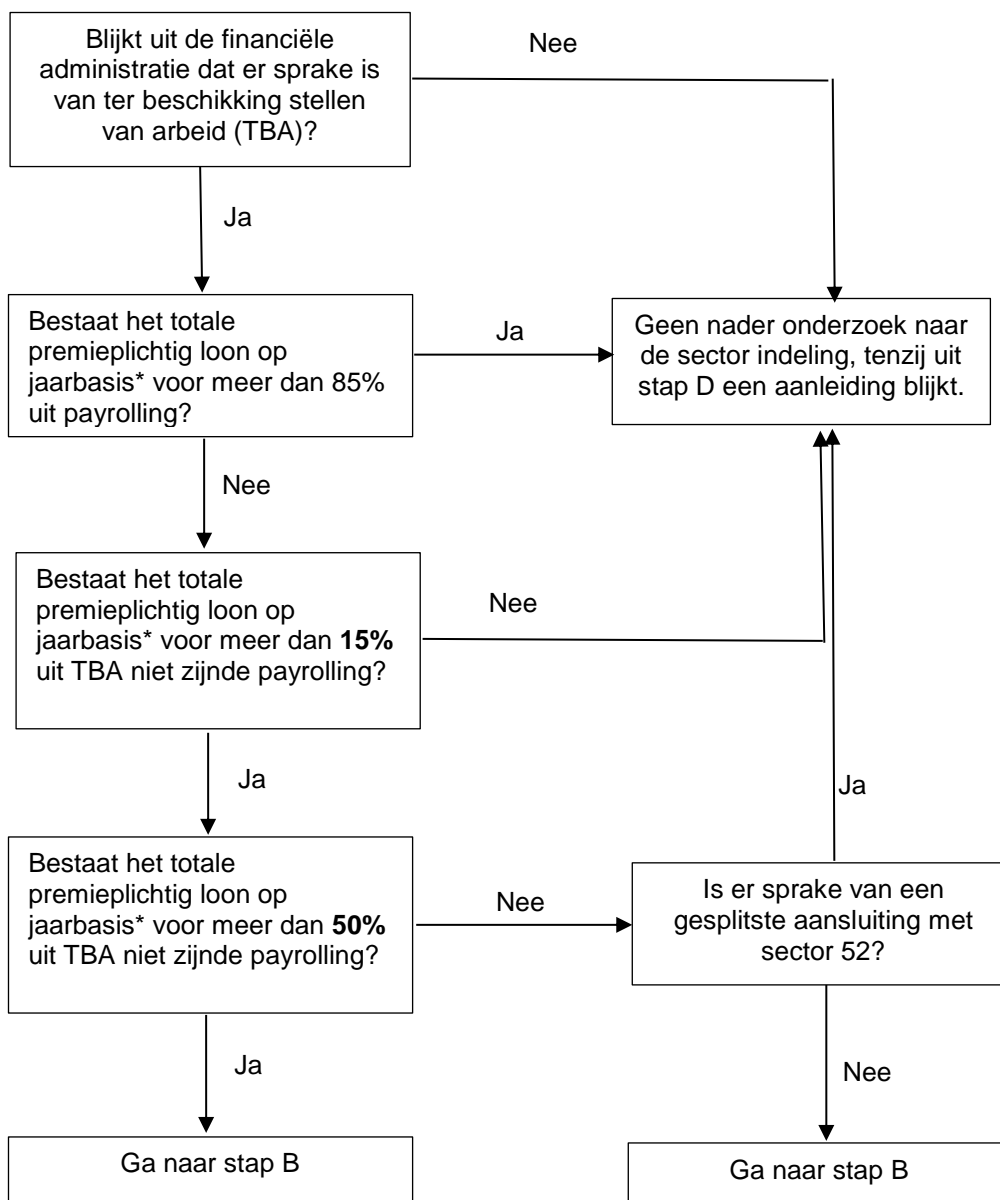 Blijkt uit de financiële
administratie dat er sprake is
van ter beschikking stellen
van arbeid (TBA)?
Nee
Ja
Bestaat het totale
premieplichtig loon op
jaarbasis* voor meer dan 85%
uit payrolling?
Ja
Geen nader onderzoek naar
de sector indeling, tenzij uit
stap D een aanleiding blijkt.
Nee
Bestaat het totale
premieplichtig loon op
jaarbasis* voor meer dan 15%
uit TBA niet zijnde payrolling?
Nee
Ja
Ja
Bestaat het totale
premieplichtig loon op
jaarbasis* voor meer dan 50%
uit TBA niet zijnde payrolling?
Nee
Is er sprake van een
gesplitste aansluiting met
sector 52?
Ja
Nee
Ga naar stap B
Ga naar stap B